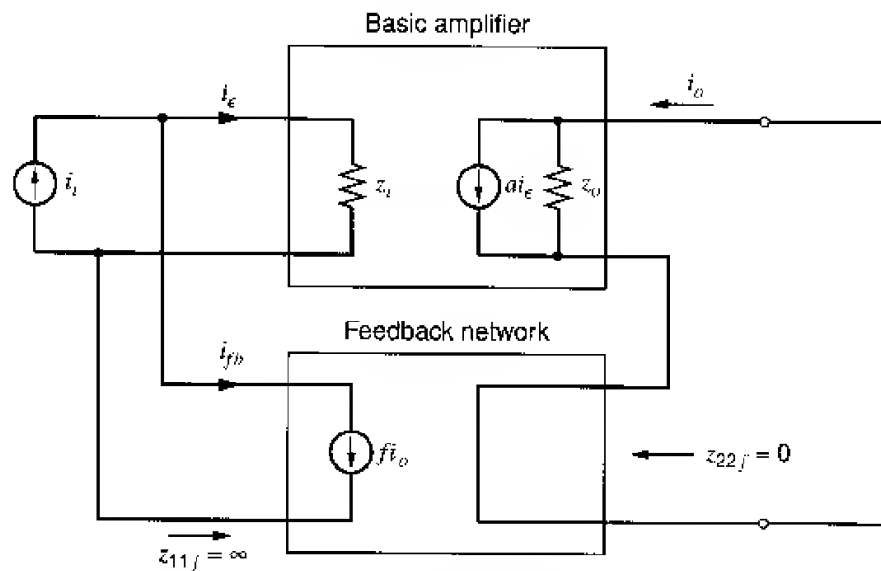 Basic amplifier
i_ϵ
i_o
i_i
z_i
ai_ϵ
z_o
Feedback network
i_fb
fi_o
z_22f = 0
z_11f = ∞